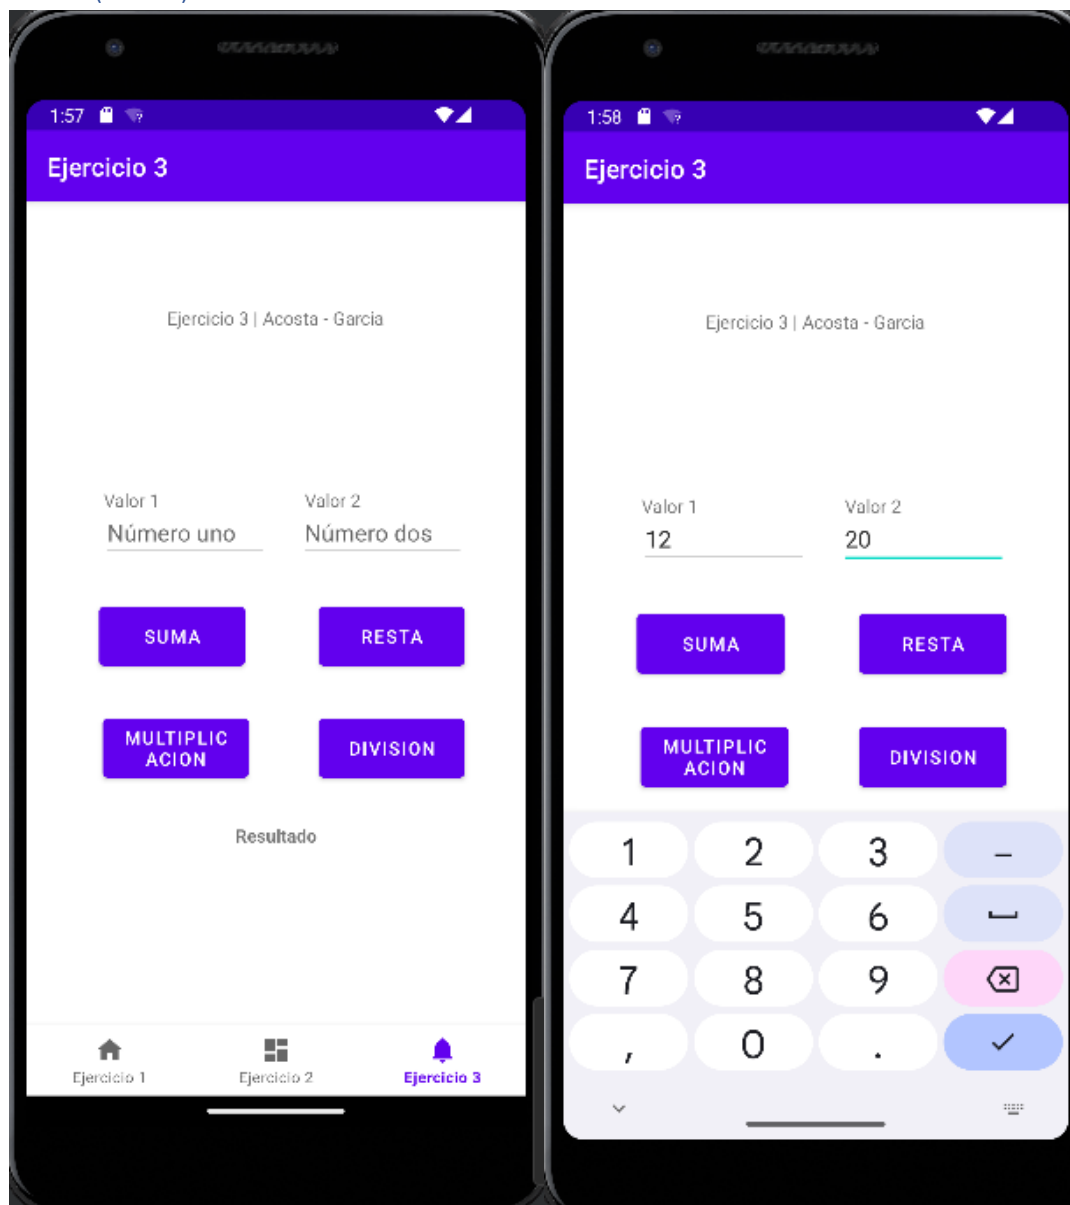 1:57
Ejercicio 3
Ejercicio 3 | Acosta - Garcia
Valor 1
Valor 2
Número uno
Número dos
SUMA
RESTA
MULTIPLIC
ACION
DIVISION
Resultado
Ejercicio 1
Ejercicio 2
Ejercicio 3
1:58
Ejercicio 3
Ejercicio 3 | Acosta - Garcia
Valor 1
Valor 2
12
20
SUMA
RESTA
MULTIPLIC
ACION
DIVISION
1 2 3 –
4 5 6
7 8 9
, 0 .